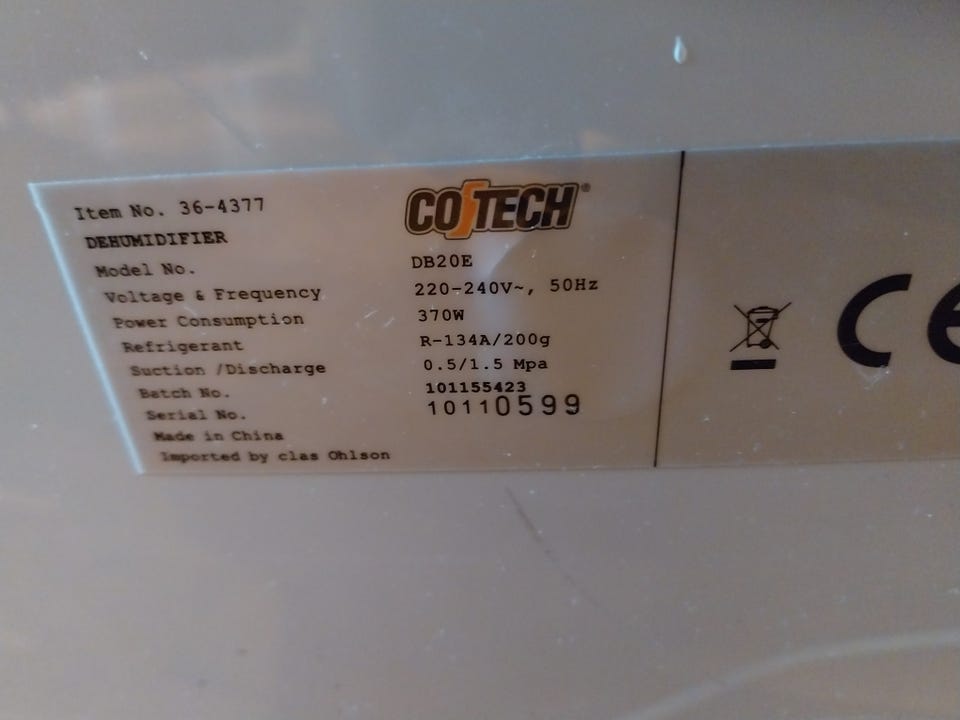 Item No. 36-4377
COTECH®
DEHUMIDIFIER
Model No. DB20E
Voltage & Frequency 220-240V~, 50Hz
Power Consumption 370W
Refrigerant R-134A/200g
Suction /Discharge 0.5/1.5 Mpa
Batch No. 101155423
Serial No. 10110599
Made in China
Imported by clas Ohlson
CE